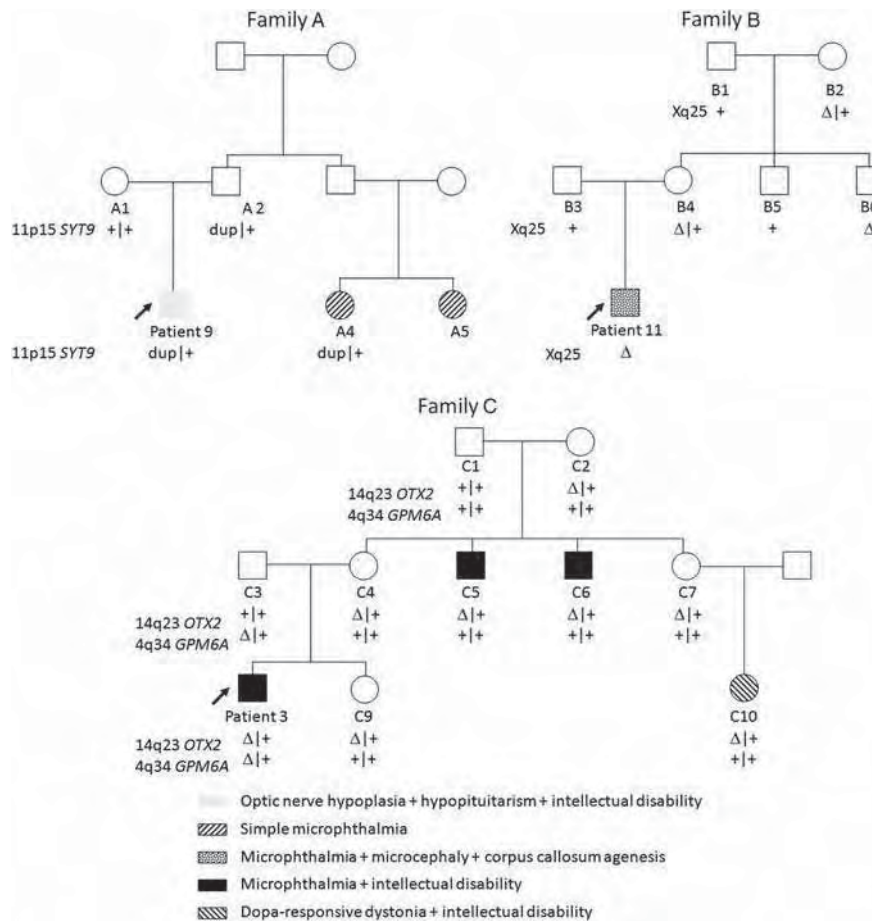 Family A
Family B
B1
B2
Xq25 +
Δ|+
A1
A 2
11p15 SYT9 +|+
dup|+
B3
B4
B5
Xq25 +
Δ|+
+
Δ
Patient 9
A4
A5
11p15 SYT9 dup|+
dup|+
Patient 11
Xq25 Δ
Family C
C1
C2
14q23 OTX2 +|+
Δ|+
4q34 GPM6A +|+
+|+
C3
C4
C5
C6
C7
14q23 OTX2 +|+
Δ|+
Δ|+
Δ|+
Δ|+
4q34 GPM6A Δ|+
+|+
+|+
+|+
+|+
Patient 3
C9
C10
14q23 OTX2 Δ|+
Δ|+
Δ|+
4q34 GPM6A Δ|+
+|+
+|+
Optic nerve hypoplasia + hypopituitarism + intellectual disability
Simple microphthalmia
Microphthalmia + microcephaly + corpus callosum agenesis
Microphthalmia + intellectual disability
Dopa-responsive dystonia + intellectual disability